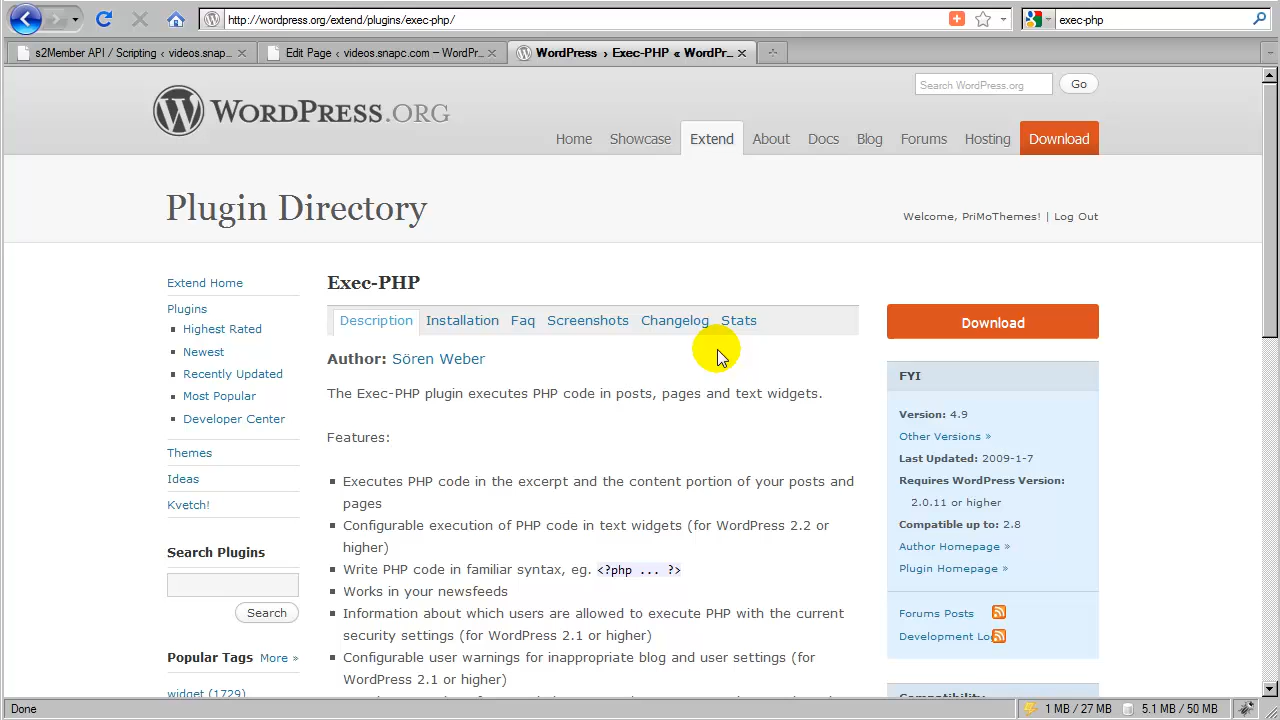 http://wordpress.org/extend/plugins/exec-php/
exec-php
s2Member API / Scripting ‹ videos.snap...
Edit Page ‹ videos.snapc.com — WordPr...
WordPress › Exec-PHP « WordPr...
WORDPRESS.ORG
Search WordPress.org
Go
Home Showcase Extend About Docs Blog Forums Hosting Download
Plugin Directory
Welcome, PriMoThemes! | Log Out
Extend Home
Plugins
Highest Rated
Newest
Recently Updated
Most Popular
Developer Center
Themes
Ideas
Kvetch!
Search Plugins
Search
Popular Tags More »
widget (1729)
Exec-PHP
Description Installation Faq Screenshots Changelog Stats
Author: Sören Weber
The Exec-PHP plugin executes PHP code in posts, pages and text widgets.
Features:
Executes PHP code in the excerpt and the content portion of your posts and
pages
Configurable execution of PHP code in text widgets (for WordPress 2.2 or
higher)
Write PHP code in familiar syntax, eg. <?php ... ?>
Works in your newsfeeds
Information about which users are allowed to execute PHP with the current
security settings (for WordPress 2.1 or higher)
Configurable user warnings for inappropriate blog and user settings (for
WordPress 2.1 or higher)
Download
FYI
Version: 4.9
Other Versions »
Last Updated: 2009-1-7
Requires WordPress Version:
2.0.11 or higher
Compatible up to: 2.8
Author Homepage »
Plugin Homepage »
Forums Posts
Development Lo
Compatibility
Done
1 MB / 27 MB
5.1 MB / 50 MB